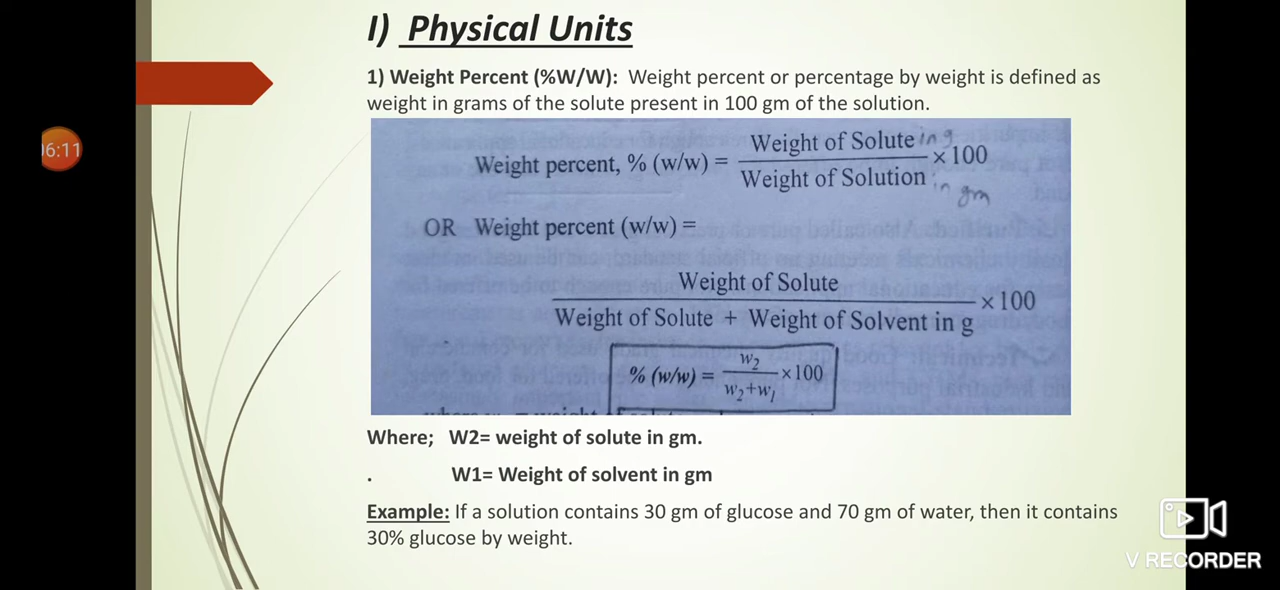 I) Physical Units
1) Weight Percent (%W/W): Weight percent or percentage by weight is defined as
weight in grams of the solute present in 100 gm of the solution.
06:11
Weight percent, % (w/w) = Weight of Solute in g / Weight of Solution in gm × 100
OR Weight percent (w/w) =
Weight of Solute / Weight of Solute + Weight of Solvent in g × 100
% (w/w) = w₂ / w₂+w₁ × 100
Where; W2= weight of solute in gm.
. W1= Weight of solvent in gm
Example: If a solution contains 30 gm of glucose and 70 gm of water, then it contains
30% glucose by weight.
V RECORDER